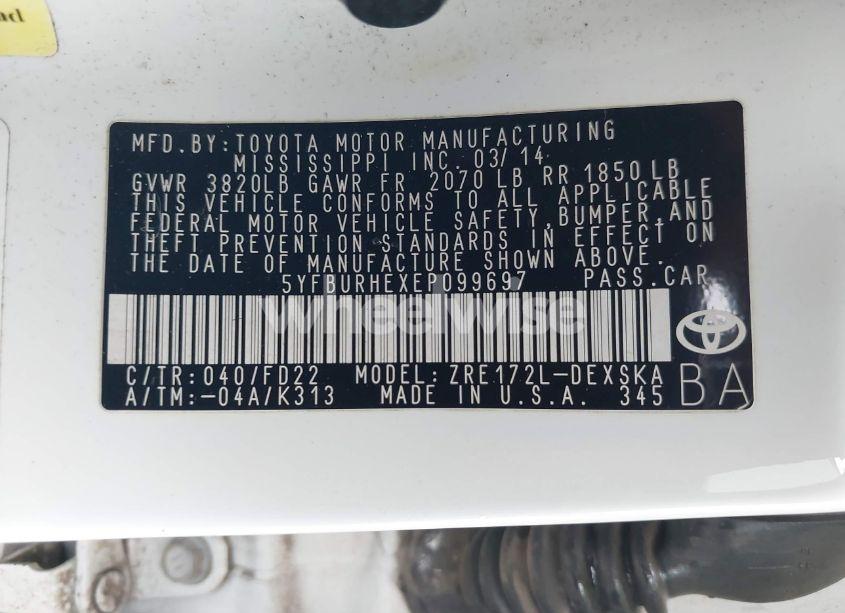 ad
MFD.BY:TOYOTA MOTOR MANUFACTURING
MISSISSIPPI INC. 03/14
GVWR 3820LB GAWR FR 2070 LB RR 1850 LB
THIS VEHICLE CONFORMS TO ALL APPLICABLE
FEDERAL MOTOR VEHICLE SAFETY,BUMPER,AND
THEFT PREVENTION STANDARDS IN EFFECT ON
THE DATE OF MANUFACTURE SHOWN ABOVE.
5YFBURHEXEP099697 PASS.CAR
wheelwise
C/TR:040/FD22 MODEL:ZRE172L-DEXSKA
A/TM:-04A/K313 MADE IN U.S.A. 345
BA